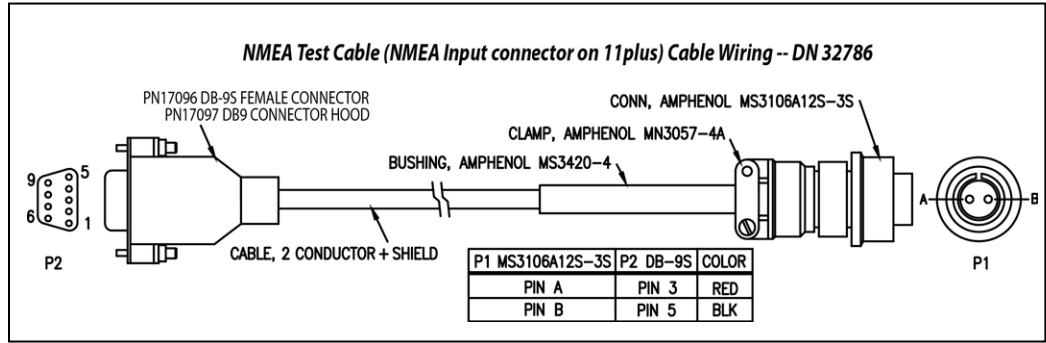 NMEA Test Cable (NMEA Input connector on 11plus) Cable Wiring -- DN 32786
PN17096 DB-9S FEMALE CONNECTOR
PN17097 DB9 CONNECTOR HOOD
CONN, AMPHENOL MS3106A12S-3S
CLAMP, AMPHENOL MN3057-4A
BUSHING, AMPHENOL MS3420-4
9
5
6
1
P2
CABLE, 2 CONDUCTOR + SHIELD
A
B
P1
P1 MS3106A12S-3S P2 DB-9S COLOR
PIN A PIN 3 RED
PIN B PIN 5 BLK